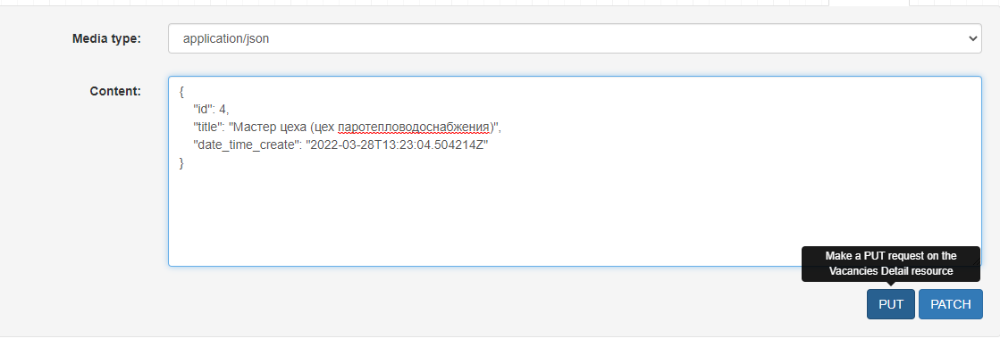 Media type:
application/json
Content:
{
"id": 4,
"title": "Мастер цеха (цех паротепловодоснабжения)",
"date_time_create": "2022-03-28T13:23:04.504214Z"
}
Make a PUT request on the
Vacancies Detail resource
PUT
PATCH